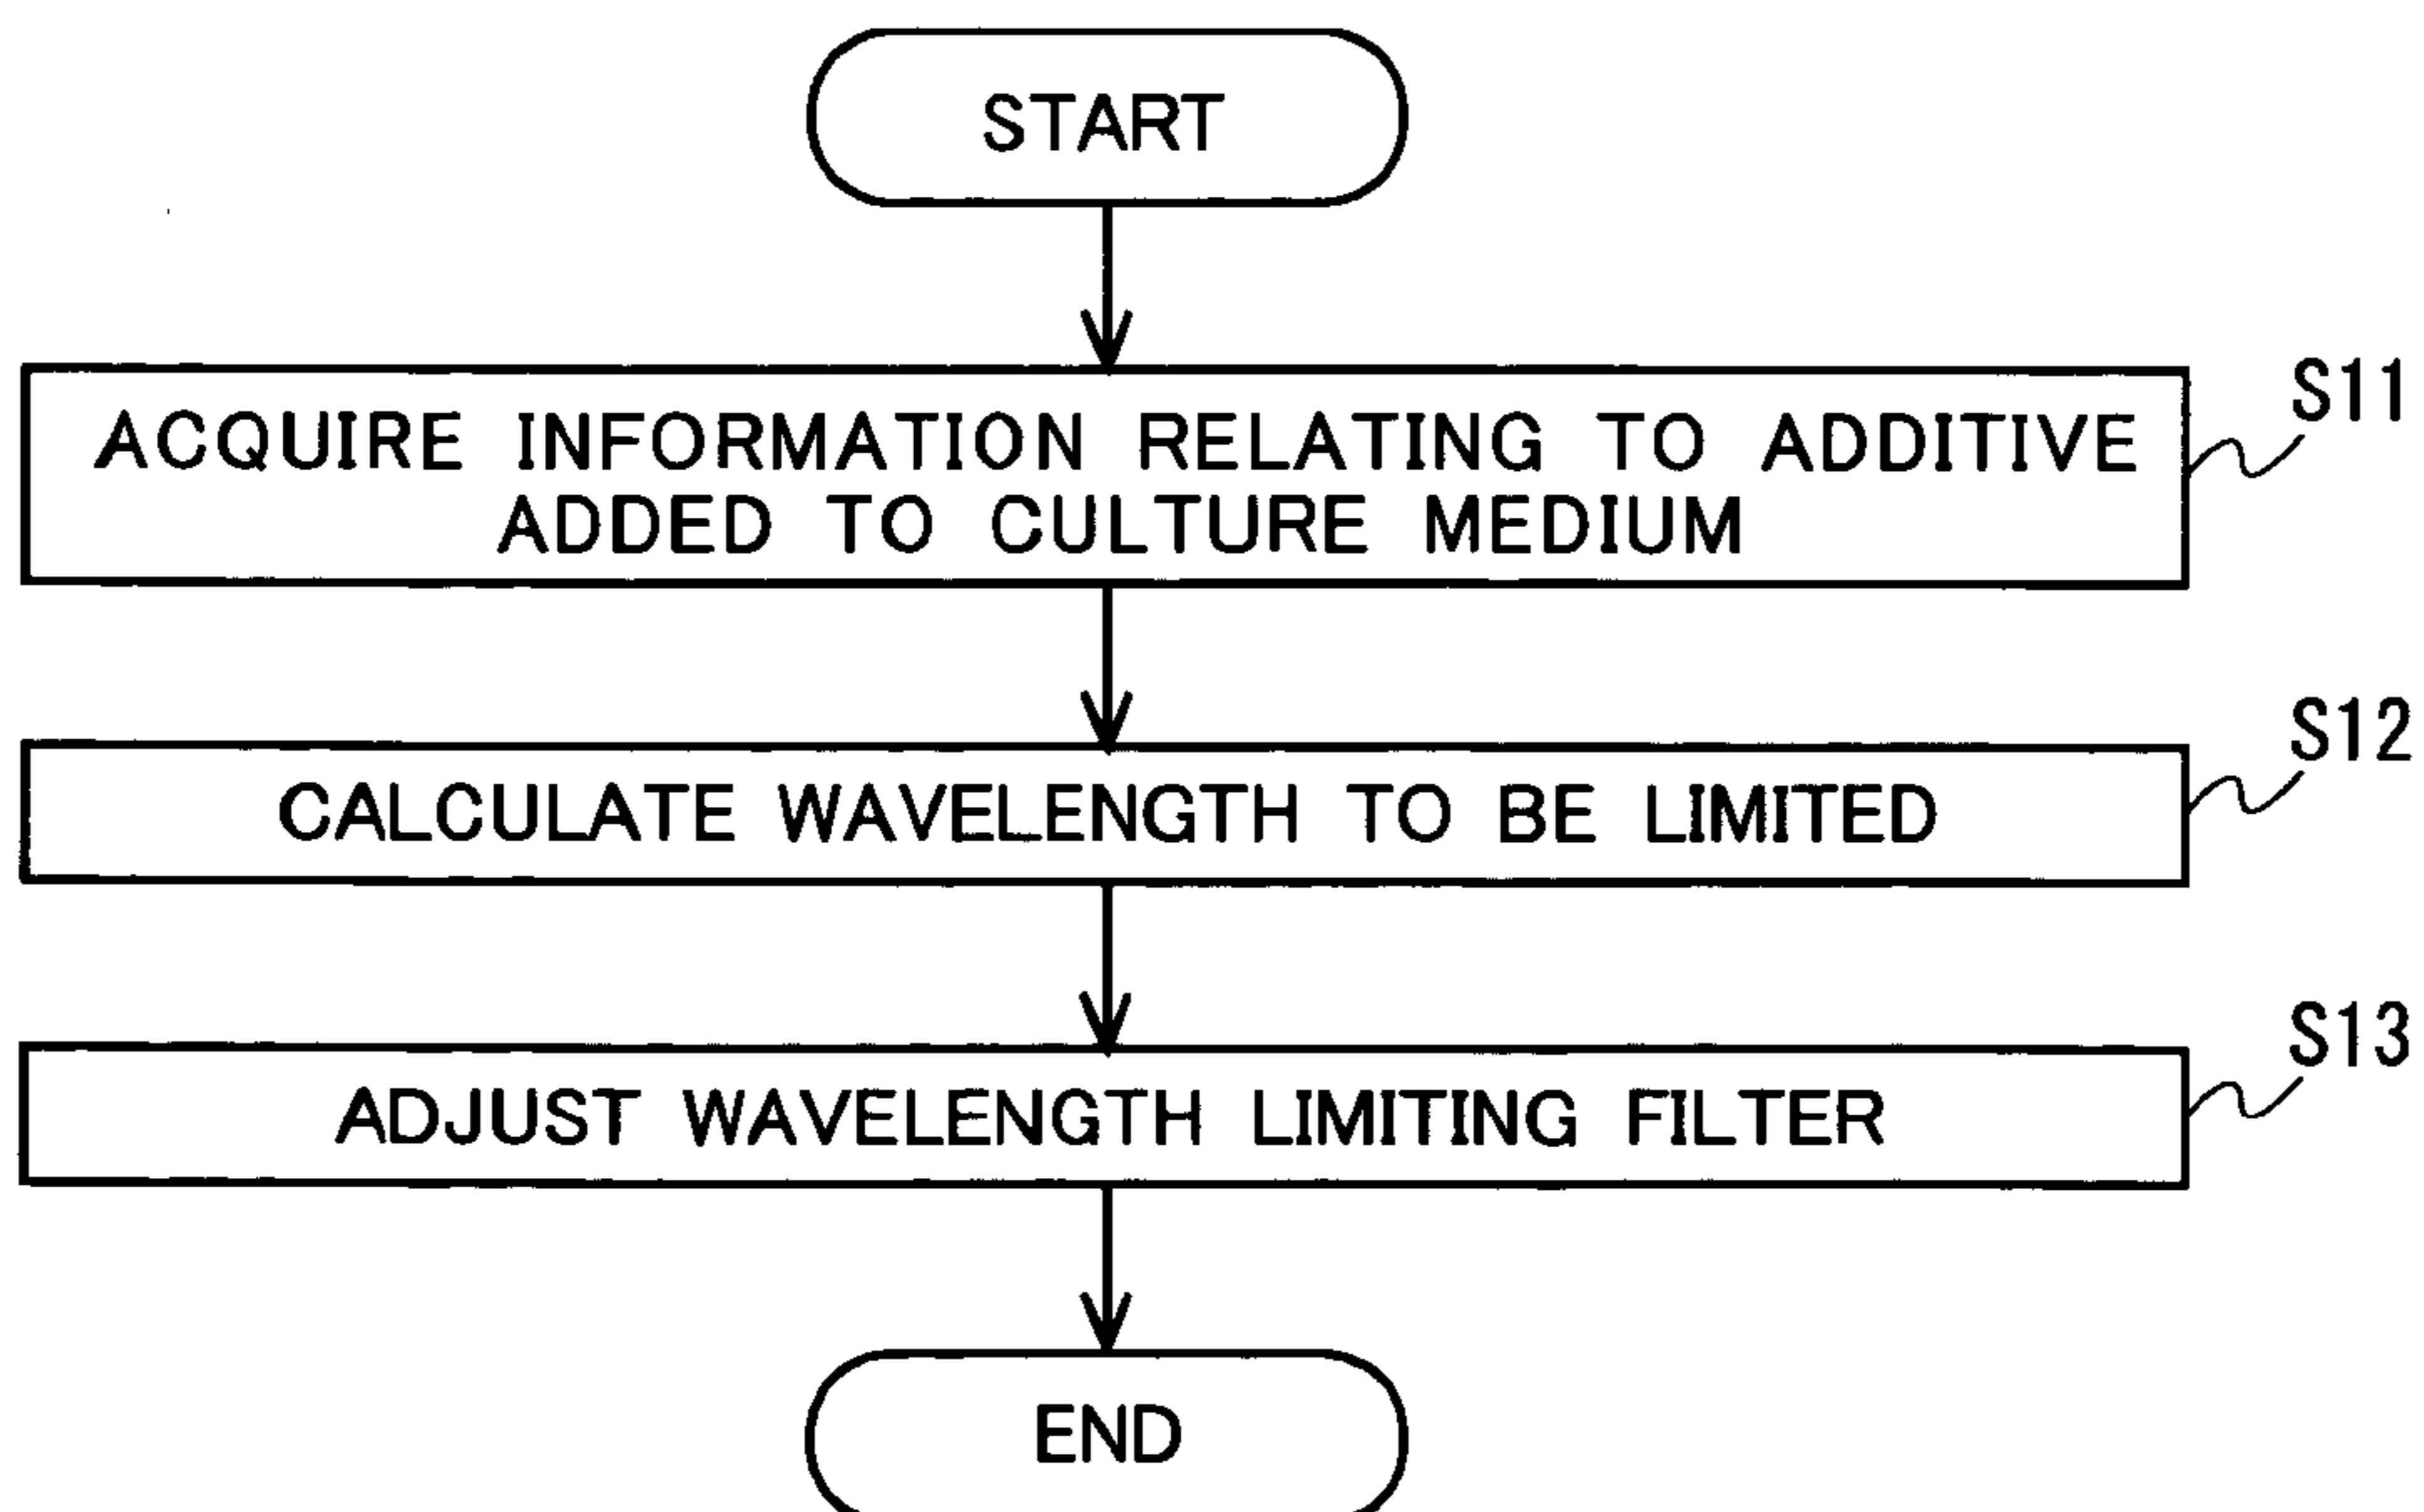 START
ACQUIRE INFORMATION RELATING TO ADDITIVE
ADDED TO CULTURE MEDIUM
S11
CALCULATE WAVELENGTH TO BE LIMITED
S12
ADJUST WAVELENGTH LIMITING FILTER
S13
END